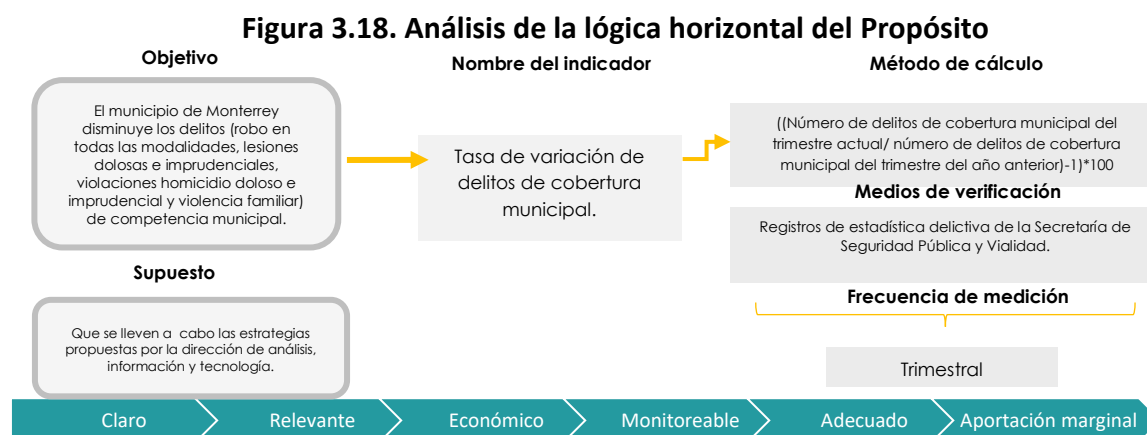 Figura 3.18. Análisis de la lógica horizontal del Propósito
Objetivo
El municipio de Monterrey
disminuye los delitos (robo en
todas las modalidades, lesiones
dolosas e imprudenciales,
violaciones homicidio doloso e
imprudencial y violencia familiar)
de competencia municipal.
Supuesto
Que se lleven a cabo las estrategias
propuestas por la dirección de análisis,
información y tecnología.
Nombre del indicador
Tasa de variación de
delitos de cobertura
municipal.
Método de cálculo
((Número de delitos de cobertura municipal del
trimestre actual/ número de delitos de cobertura
municipal del trimestre del año anterior)-1)*100
Medios de verificación
Registros de estadística delictiva de la Secretaría de
Seguridad Pública y Vialidad.
Frecuencia de medición
Trimestral
Claro Relevante Económico Monitoreable Adecuado Aportación marginal